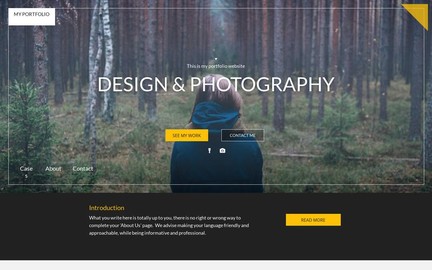 MY PORTFOLIO
This is my portfolio website
DESIGN & PHOTOGRAPHY
SEE MY WORK
CONTACT ME
Case
About
Contact
Introduction
What you write here is totally up to you, there is no right or wrong way to
complete your 'About Us' page. We advise making your language friendly and
approachable, while being informative and professional.
READ MORE